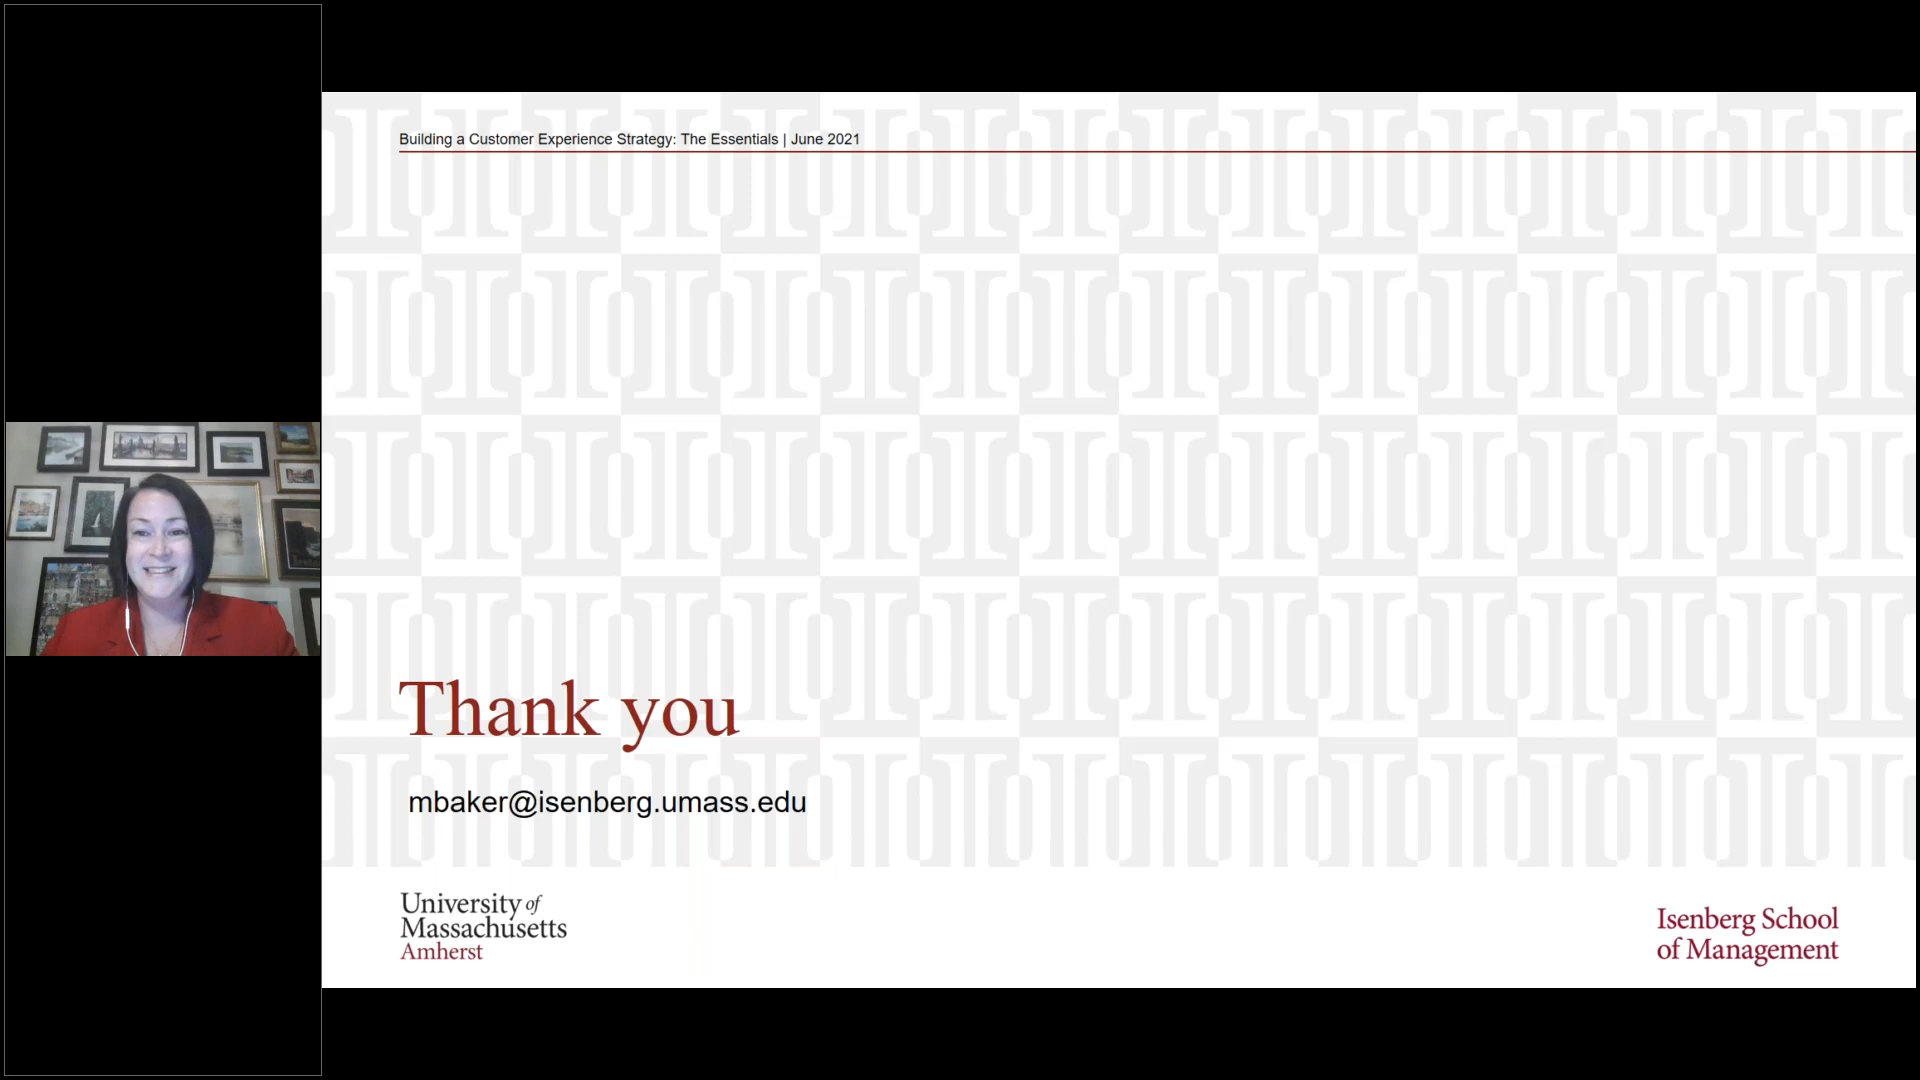 Building a Customer Experience Strategy: The Essentials | June 2021
Thank you
mbaker@isenberg.umass.edu
University of
Massachusetts
Amherst
Isenberg School
of Management